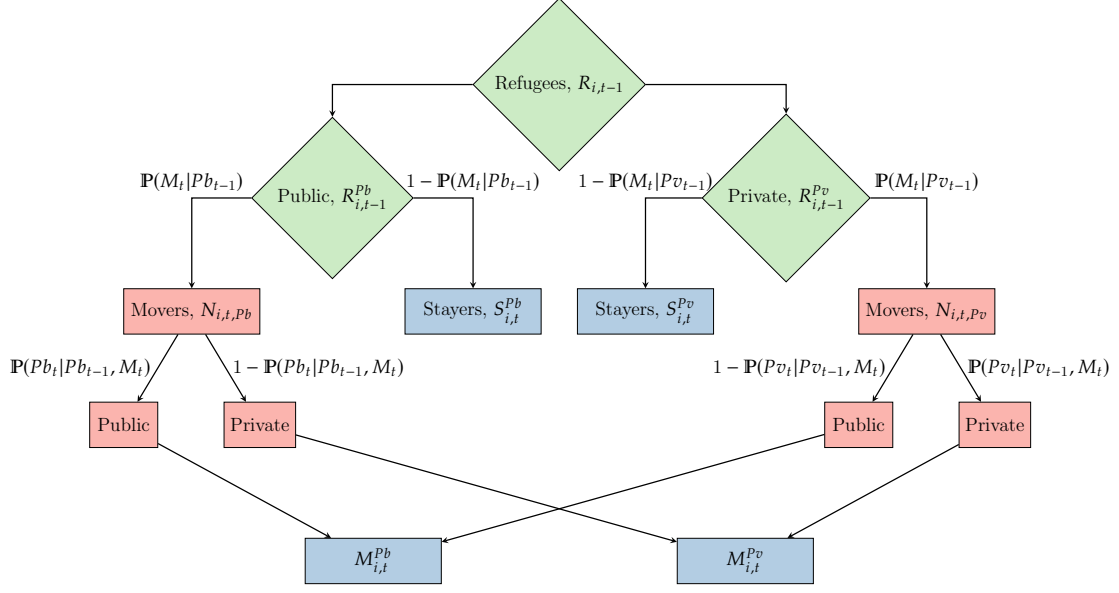 Refugees, R_{i,t−1}
ℙ(M_t|Pb_{t−1})
Public, R^{Pb}_{i,t−1}
1 − ℙ(M_t|Pb_{t−1})
1 − ℙ(M_t|Pv_{t−1})
Private, R^{Pv}_{i,t−1}
ℙ(M_t|Pv_{t−1})
Movers, N_{i,t,Pb}
Stayers, S^{Pb}_{i,t}
Stayers, S^{Pv}_{i,t}
Movers, N_{i,t,Pv}
ℙ(Pb_t|Pb_{t−1}, M_t)
1 − ℙ(Pb_t|Pb_{t−1}, M_t)
1 − ℙ(Pv_t|Pv_{t−1}, M_t)
ℙ(Pv_t|Pv_{t−1}, M_t)
Public
Private
Public
Private
M^{Pb}_{i,t}
M^{Pv}_{i,t}